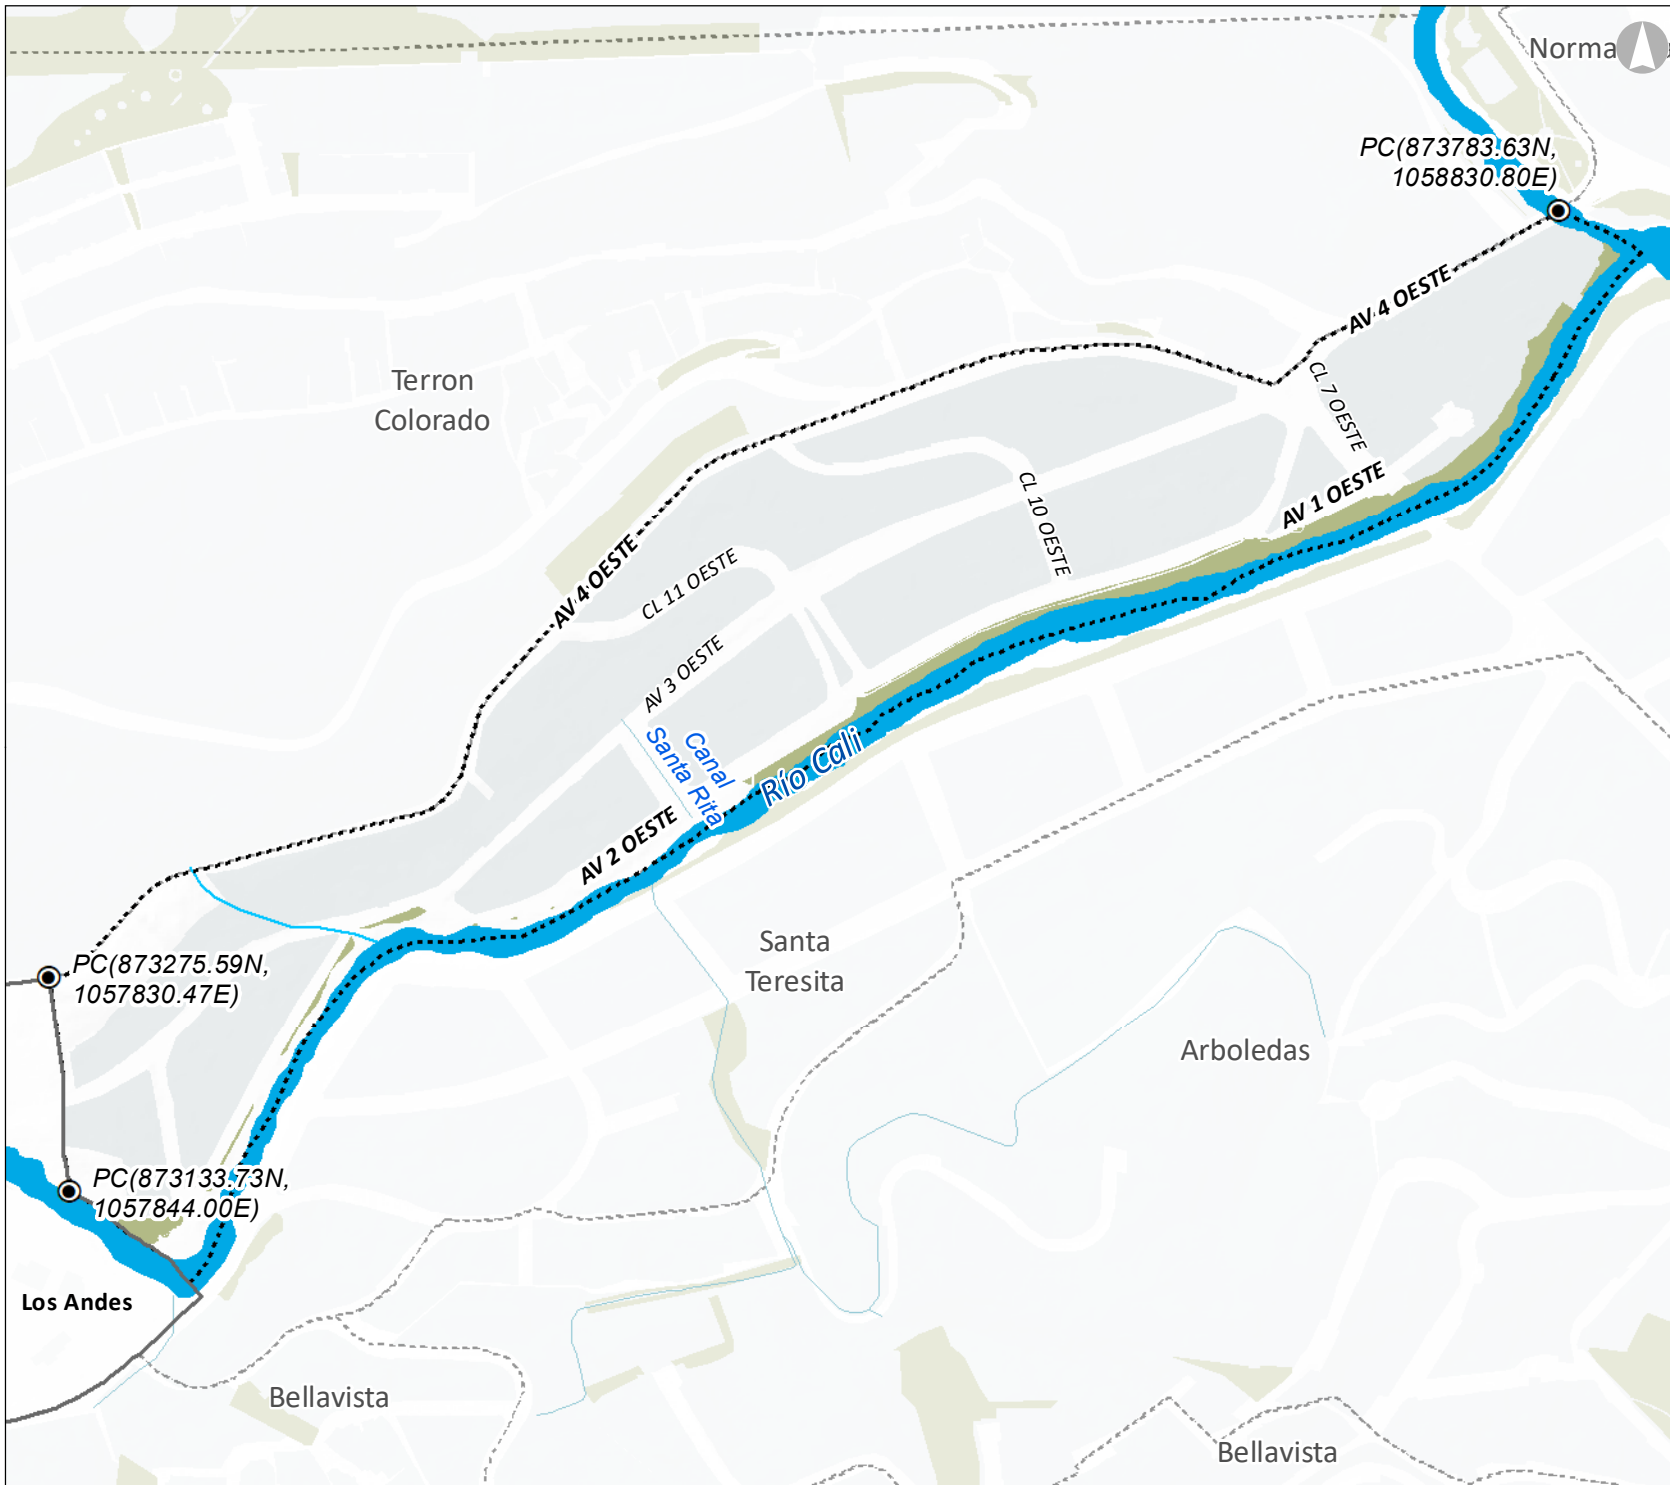 Norma
PC(873783.63N,
1058830.80E)
AV 4 OESTE
CL 7 OESTE
Terron
Colorado
AV 1 OESTE
CL 10 OESTE
AV 4 OESTE
CL 11 OESTE
AV 3 OESTE
Canal
Santa Rita
Río Cali
AV 2 OESTE
Santa
Teresita
PC(873275.59N,
1057830.47E)
Arboledas
PC(873133.73N,
1057844.00E)
Los Andes
Bellavista
Bellavista